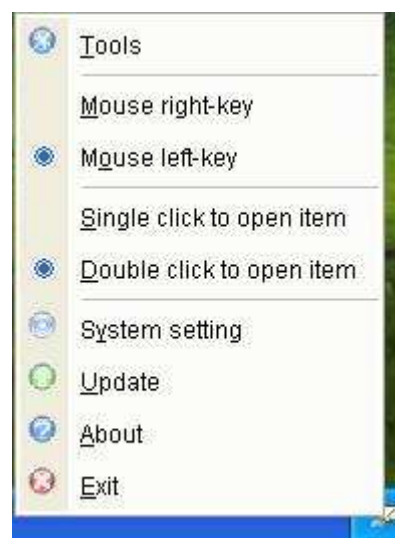 Tools
Mouse right-key
Mouse left-key
Single click to open item
Double click to open item
System setting
Update
About
Exit